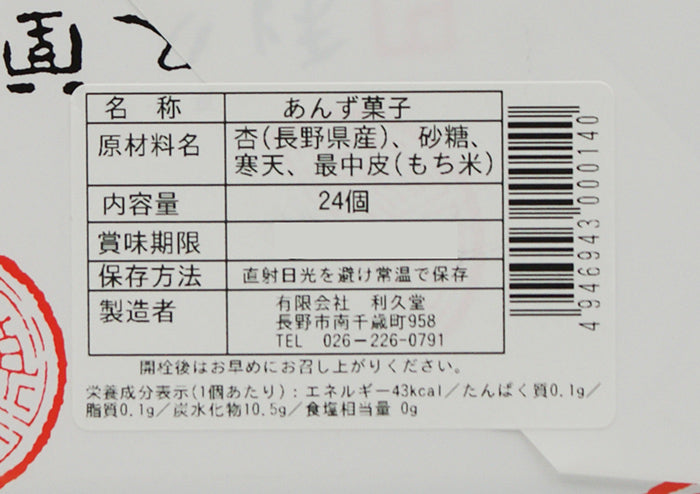 名 称 あんず菓子
原材料名 杏(長野県産)、砂糖、
寒天、最中皮(もち米)
内容量 24個
賞味期限
保存方法 直射日光を避け常温で保存
製造者 有限会社 利久堂
長野市南千歳町958
TEL 026-226-0791
開栓後はお早めにお召し上がりください。
栄養成分表示(1個あたり):エネルギー43kcal/たんぱく質0.1g/
脂質0.1g/炭水化物10.5g/食塩相当量 0g
4946943000140